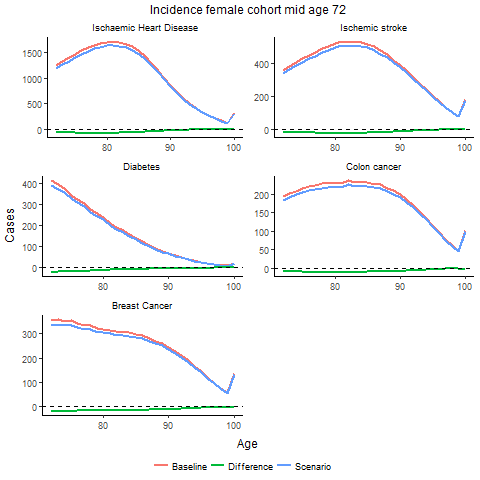 Incidence female cohort mid age 72
Ischaemic Heart Disease
Ischemic stroke
1500
1000
500
0
80 90 100
400
200
0
80 90 100
Diabetes
Colon cancer
400
300
200
100
0
80 90 100
200
150
100
50
0
80 90 100
Breast Cancer
300
200
100
0
80 90 100
Cases
Age
Baseline Difference Scenario